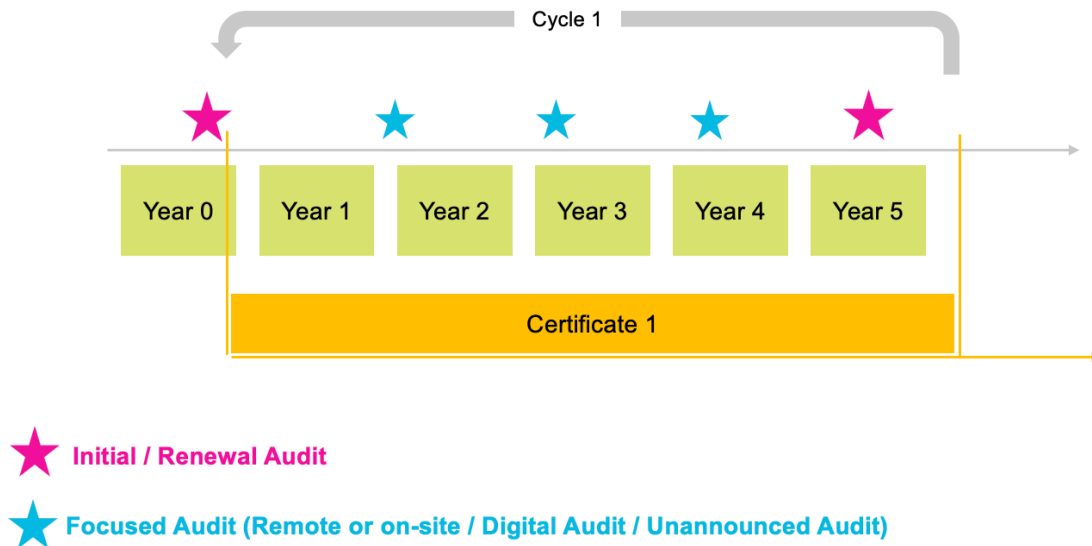 Cycle 1
Year 0
Year 1
Year 2
Year 3
Year 4
Year 5
Certificate 1
Initial / Renewal Audit
Focused Audit (Remote or on-site / Digital Audit / Unannounced Audit)